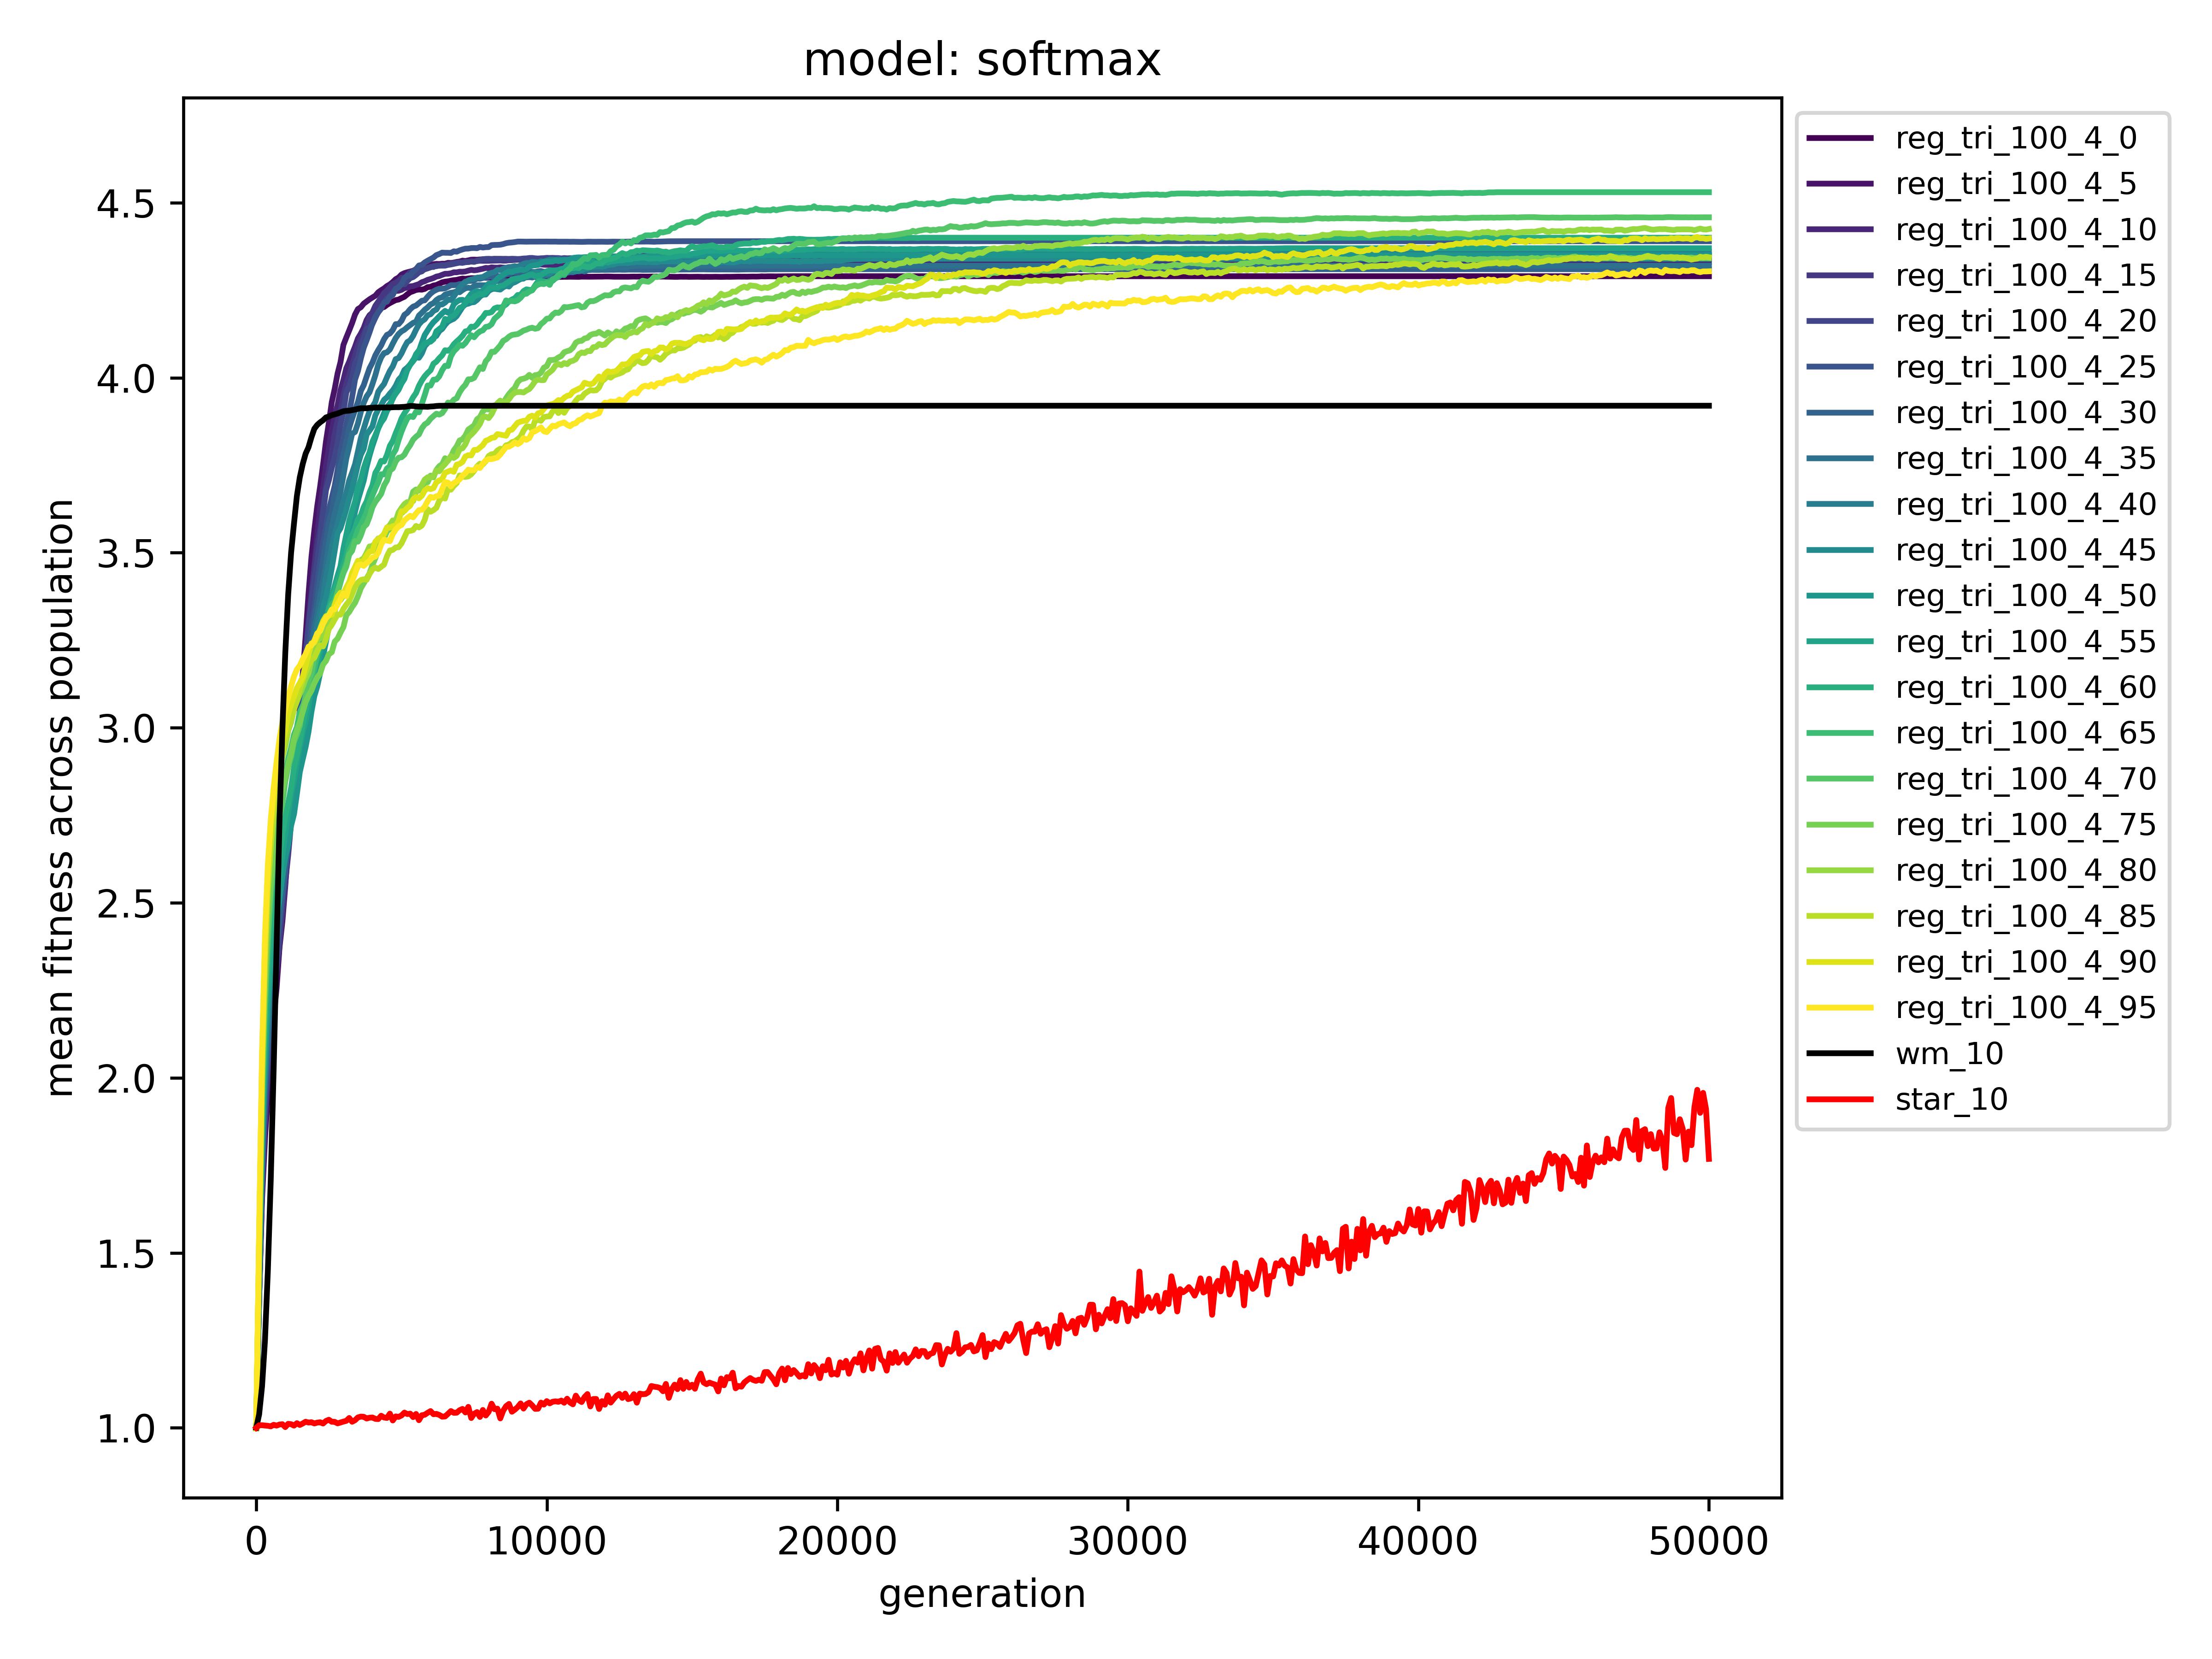 model: softmax
mean fitness across population
4.5
4.0
3.5
3.0
2.5
2.0
1.5
1.0
0
10000
20000
30000
40000
50000
generation
reg_tri_100_4_0
reg_tri_100_4_5
reg_tri_100_4_10
reg_tri_100_4_15
reg_tri_100_4_20
reg_tri_100_4_25
reg_tri_100_4_30
reg_tri_100_4_35
reg_tri_100_4_40
reg_tri_100_4_45
reg_tri_100_4_50
reg_tri_100_4_55
reg_tri_100_4_60
reg_tri_100_4_65
reg_tri_100_4_70
reg_tri_100_4_75
reg_tri_100_4_80
reg_tri_100_4_85
reg_tri_100_4_90
reg_tri_100_4_95
wm_10
star_10